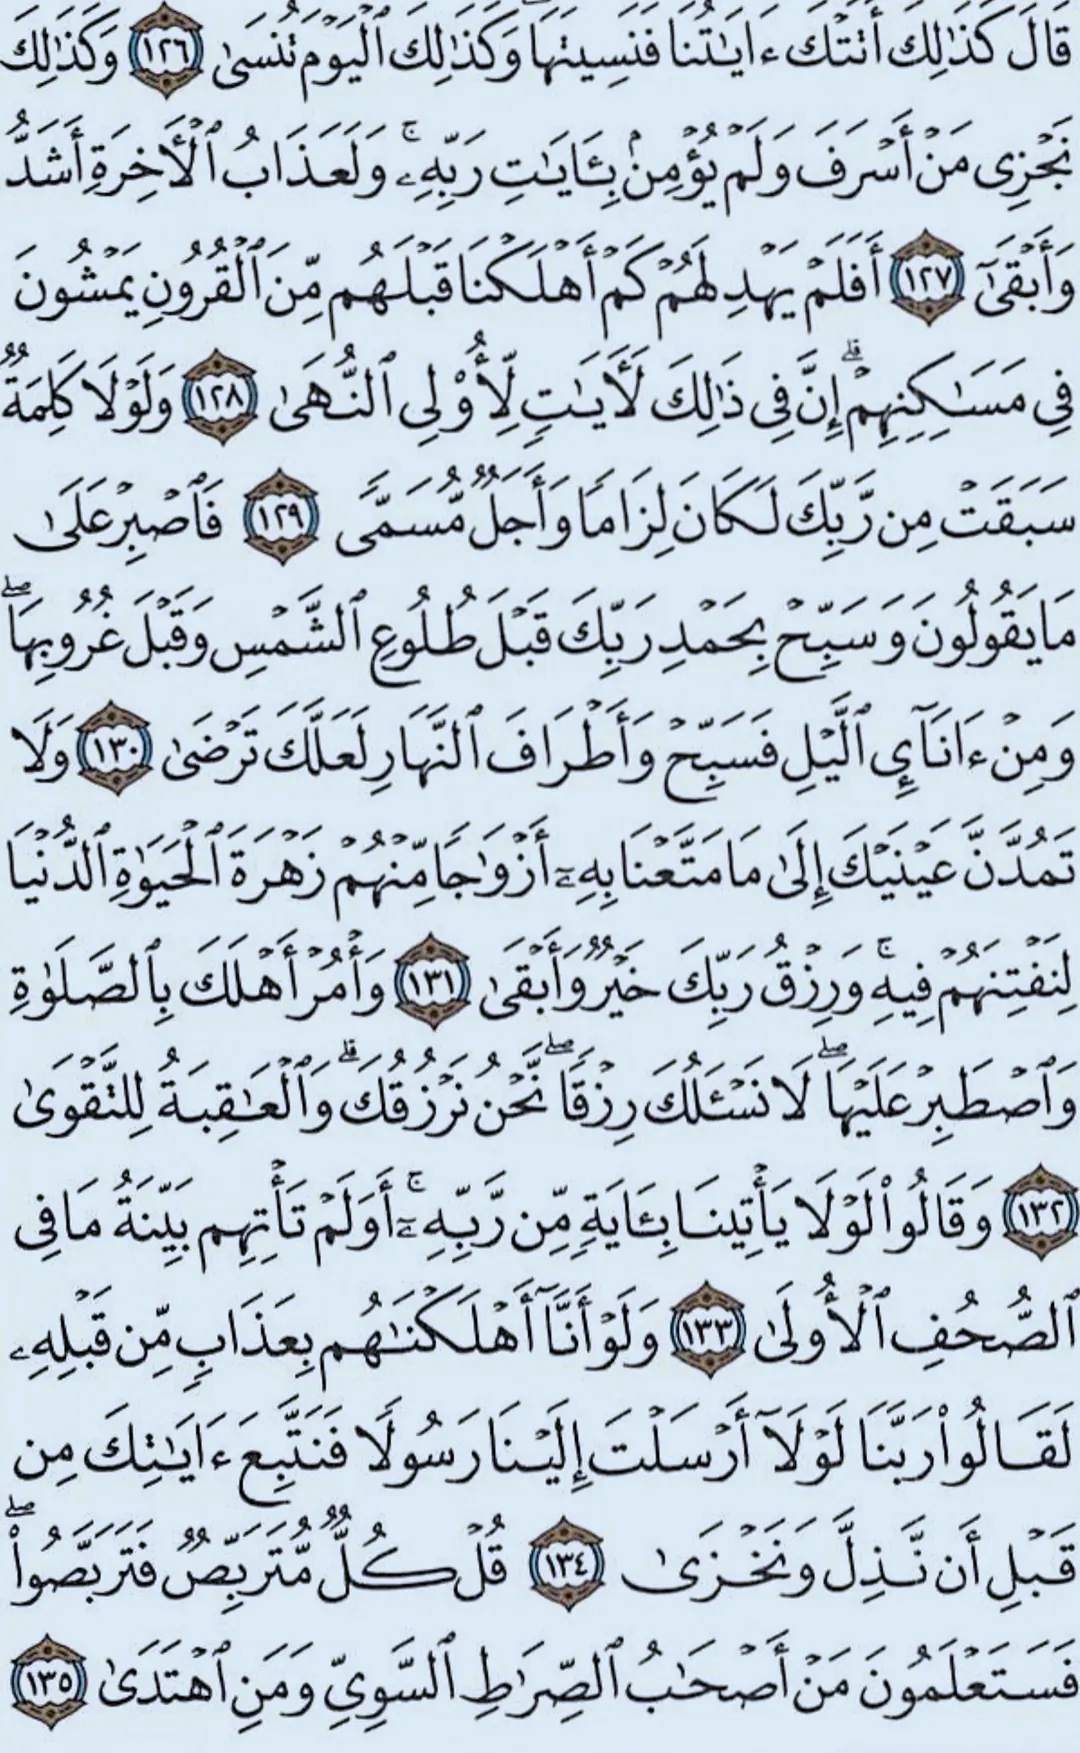 قَالَ كَذَٰلِكَ أَتَتْكَ ءَايَٰتُنَا فَنَسِيتَهَا وَكَذَٰلِكَ ٱلْيَوْمَ تُنسَىٰ ١٢٦ وَكَذَٰلِكَ
نَجْزِى مَنْ أَسْرَفَ وَلَمْ يُؤْمِنۢ بِـَٔايَٰتِ رَبِّهِۦ ۚ وَلَعَذَابُ ٱلْأَخِرَةِ أَشَدُّ
وَأَبْقَىٰٓ ١٢٧ أَفَلَمْ يَهْدِ لَهُمْ كَمْ أَهْلَكْنَا قَبْلَهُم مِّنَ ٱلْقُرُونِ يَمْشُونَ
فِى مَسَٰكِنِهِمْ ۗ إِنَّ فِى ذَٰلِكَ لَأَيَٰتٍ لِّأُو۟لِى ٱلنُّهَىٰ ١٢٨ وَلَوْلَا كَلِمَةٌ
سَبَقَتْ مِن رَّبِّكَ لَكَانَ لِزَامًا وَأَجَلٌ مُّسَمًّى ١٢٩ فَٱصْبِرْ عَلَىٰ
مَا يَقُولُونَ وَسَبِّحْ بِحَمْدِ رَبِّكَ قَبْلَ طُلُوعِ ٱلشَّمْسِ وَقَبْلَ غُرُوبِهَا ۖ
وَمِنْ ءَانَآئِ ٱلَّيْلِ فَسَبِّحْ وَأَطْرَافَ ٱلنَّهَارِ لَعَلَّكَ تَرْضَىٰ ١٣٠ وَلَا
تَمُدَّنَّ عَيْنَيْكَ إِلَىٰ مَا مَتَّعْنَا بِهِۦٓ أَزْوَٰجًا مِّنْهُمْ زَهْرَةَ ٱلْحَيَوٰةِ ٱلدُّنْيَا
لِنَفْتِنَهُمْ فِيهِ ۚ وَرِزْقُ رَبِّكَ خَيْرٌ وَأَبْقَىٰ ١٣١ وَأْمُرْ أَهْلَكَ بِٱلصَّلَوٰةِ
وَٱصْطَبِرْ عَلَيْهَا ۖ لَا نَسْـَٔلُكَ رِزْقًا ۖ نَّحْنُ نَرْزُقُكَ ۗ وَٱلْعَٰقِبَةُ لِلتَّقْوَىٰ
١٣٢ وَقَالُوا۟ لَوْلَا يَأْتِينَا بِـَٔايَةٍ مِّن رَّبِّهِۦٓ ۚ أَوَلَمْ تَأْتِهِم بَيِّنَةُ مَا فِى
ٱلصُّحُفِ ٱلْأُولَىٰ ١٣٣ وَلَوْ أَنَّآ أَهْلَكْنَٰهُم بِعَذَابٍ مِّن قَبْلِهِۦ
لَقَالُوا۟ رَبَّنَا لَوْلَآ أَرْسَلْتَ إِلَيْنَا رَسُولًا فَنَتَّبِعَ ءَايَٰتِكَ مِن
قَبْلِ أَن نَّذِلَّ وَنَخْزَىٰ ١٣٤ قُلْ كُلٌّ مُّتَرَبِّصٌ فَتَرَبَّصُوا۟ ۖ
فَسَتَعْلَمُونَ مَنْ أَصْحَٰبُ ٱلصِّرَٰطِ ٱلسَّوِىِّ وَمَنِ ٱهْتَدَىٰ ١٣٥